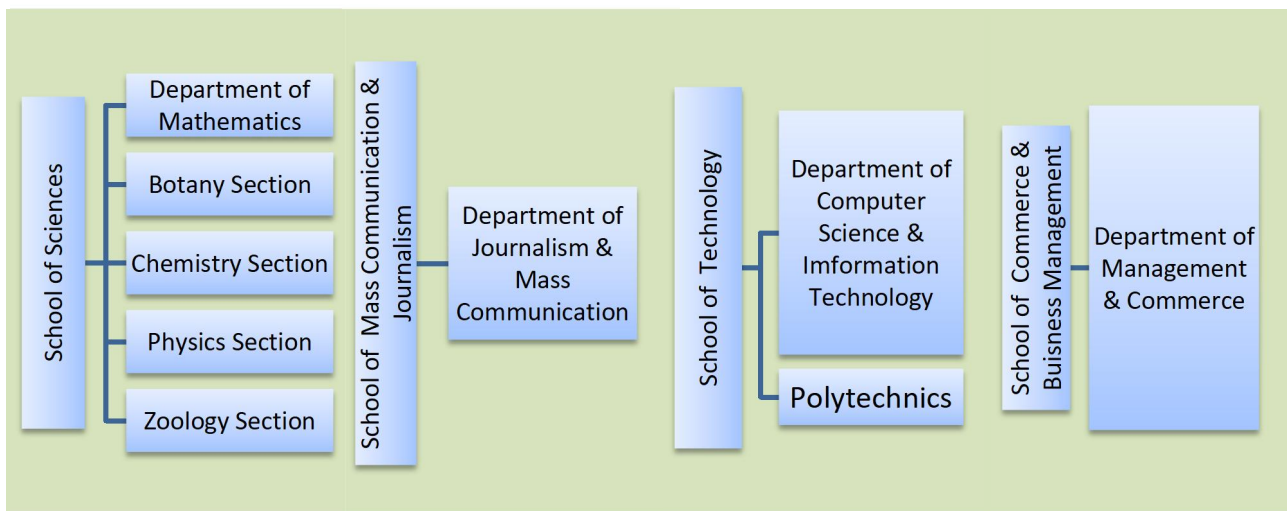 School of Sciences
Department of
Mathematics
Botany Section
Chemistry Section
Physics Section
Zoology Section
School of Mass Communication &
Journalism
Department of
Journalism &
Mass
Communication
School of Technology
Department of
Computer
Science &
Imformation
Technology
Polytechnics
School of Commerce &
Buisness Management
Department of
Management
& Commerce